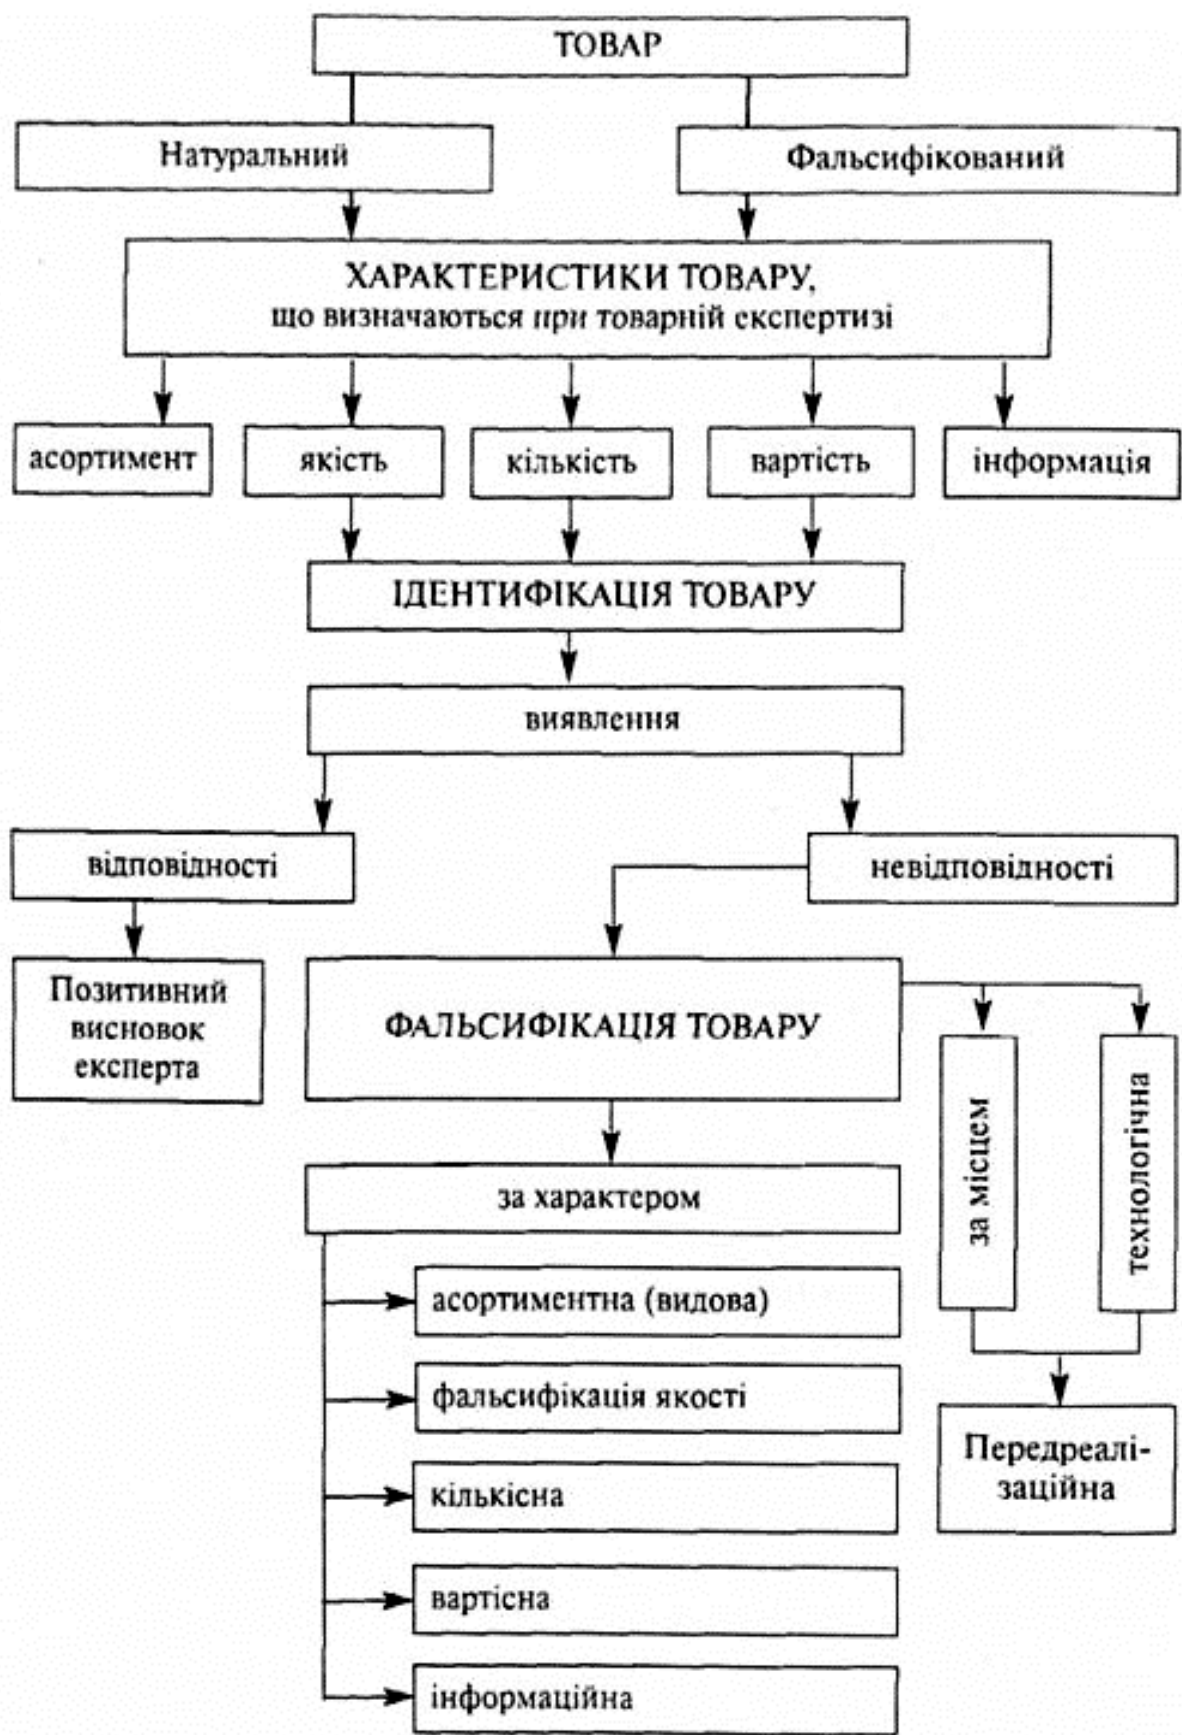 ТОВАР
Натуральний
Фальсифікований
ХАРАКТЕРИСТИКИ ТОВАРУ,
що визначаються при товарній експертизі
асортимент
якість
кількість
вартість
інформація
ІДЕНТИФІКАЦІЯ ТОВАРУ
виявлення
відповідності
невідповідності
Позитивний
висновок
експерта
ФАЛЬСИФІКАЦІЯ ТОВАРУ
за місцем
технологічна
за характером
асортиментна (видова)
фальсифікація якості
кількісна
вартісна
інформаційна
Передреалі-
заційна